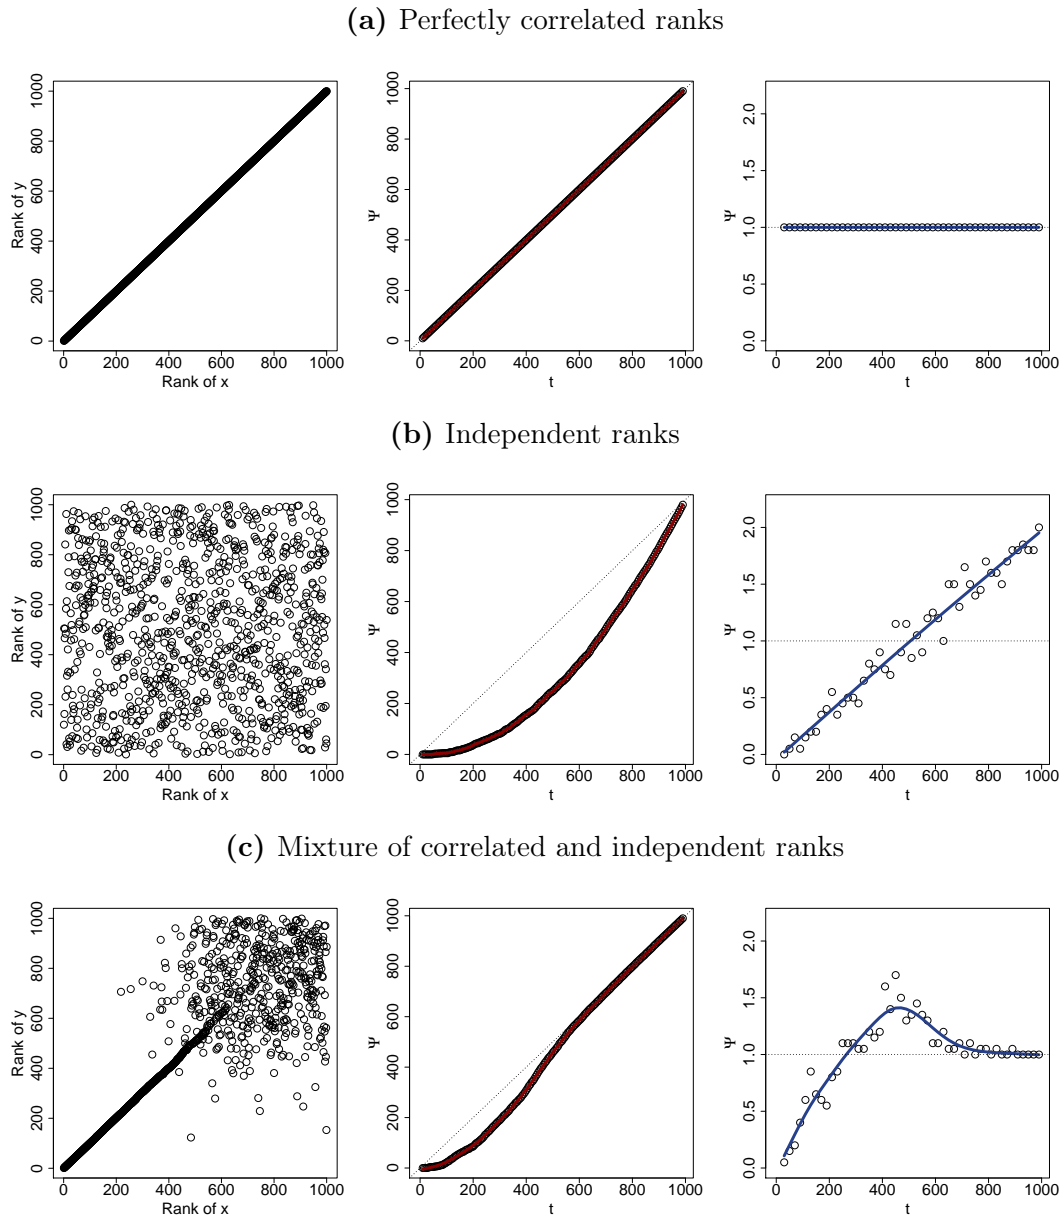 (a) Perfectly correlated ranks
Rank of y
0 200 400 600 800 1000
0 200 400 600 800 1000
Rank of x
Ψ
0 200 400 600 800 1000
0 200 400 600 800 1000
t
Ψ
0.0 0.5 1.0 1.5 2.0
0 200 400 600 800 1000
t
(b) Independent ranks
Rank of y
0 200 400 600 800 1000
0 200 400 600 800 1000
Rank of x
Ψ
0 200 400 600 800 1000
0 200 400 600 800 1000
t
Ψ
0.0 0.5 1.0 1.5 2.0
0 200 400 600 800 1000
t
(c) Mixture of correlated and independent ranks
Rank of y
0 200 400 600 800 1000
0 200 400 600 800 1000
Rank of x
Ψ
0 200 400 600 800 1000
0 200 400 600 800 1000
t
Ψ
0.0 0.5 1.0 1.5 2.0
0 200 400 600 800 1000
t